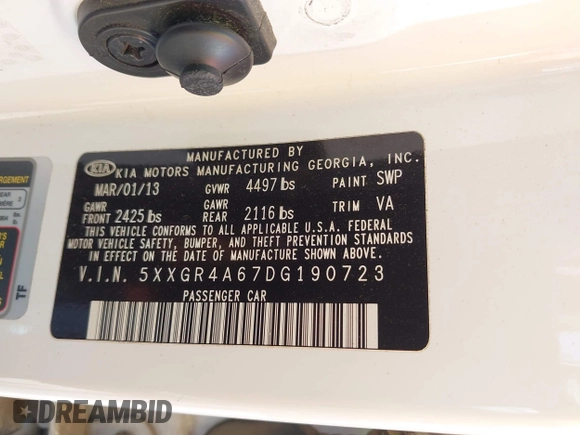 MANUFACTURED BY
KIA KIA MOTORS MANUFACTURING GEORGIA, INC.
MAR/01/13 GVWR 4497 lbs PAINT SWP
GAWR FRONT 2425 lbs GAWR REAR 2116 lbs TRIM VA
THIS VEHICLE CONFORMS TO ALL APPLICABLE U.S.A. FEDERAL
MOTOR VEHICLE SAFETY, BUMPER, AND THEFT PREVENTION STANDARDS
IN EFFECT ON THE DATE OF MANUFACTURE SHOWN ABOVE.
V.I.N. 5XXGR4A67DG190723
PASSENGER CAR
TF
DREAMBID